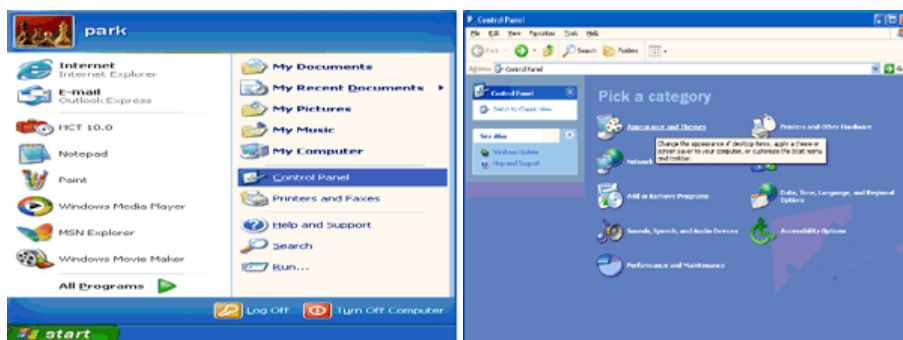 park
Internet
Internet Explorer
E-mail
Outlook Express
HCT 10.0
Notepad
Paint
Windows Media Player
MSN Explorer
Windows Movie Maker
All Programs
My Documents
My Recent Documents
My Pictures
My Music
My Computer
Control Panel
Printers and Faxes
Help and Support
Search
Run...
Log Off
Turn Off Computer
start
Control Panel
File Edit View Favorites Tools Help
Back
Search
Folders
Address
Control Panel
Go
Control Panel
Switch to Classic View
See Also
Windows Update
Help and Support
Pick a category
Appearance and Themes
Printers and Other Hardware
Change the appearance of desktop items, apply a theme or
screen saver to your computer, or customize the Start menu
and taskbar.
Network
Add or Remove Programs
Date, Time, Language, and Regional
Options
Sounds, Speech, and Audio Devices
Accessibility Options
Performance and Maintenance